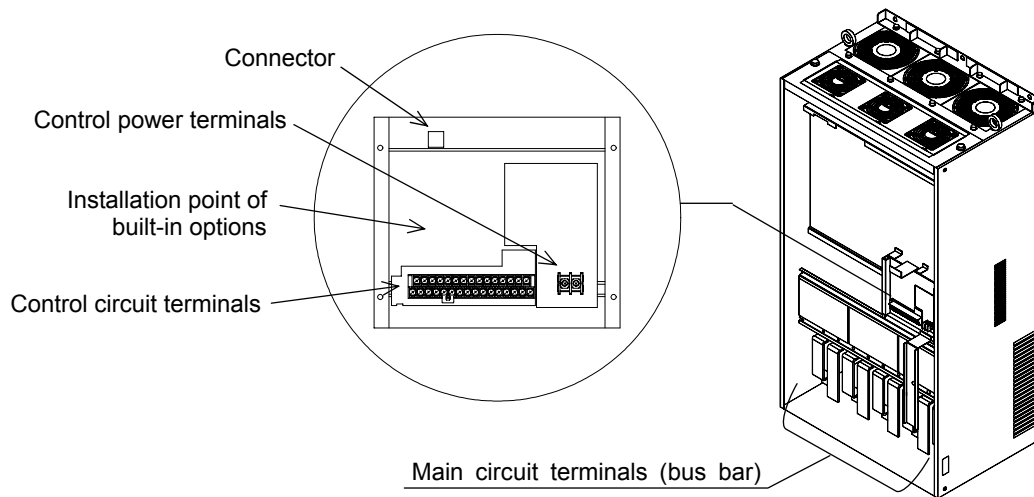 Connector
Control power terminals
Installation point of
built-in options
Control circuit terminals
Main circuit terminals (bus bar)